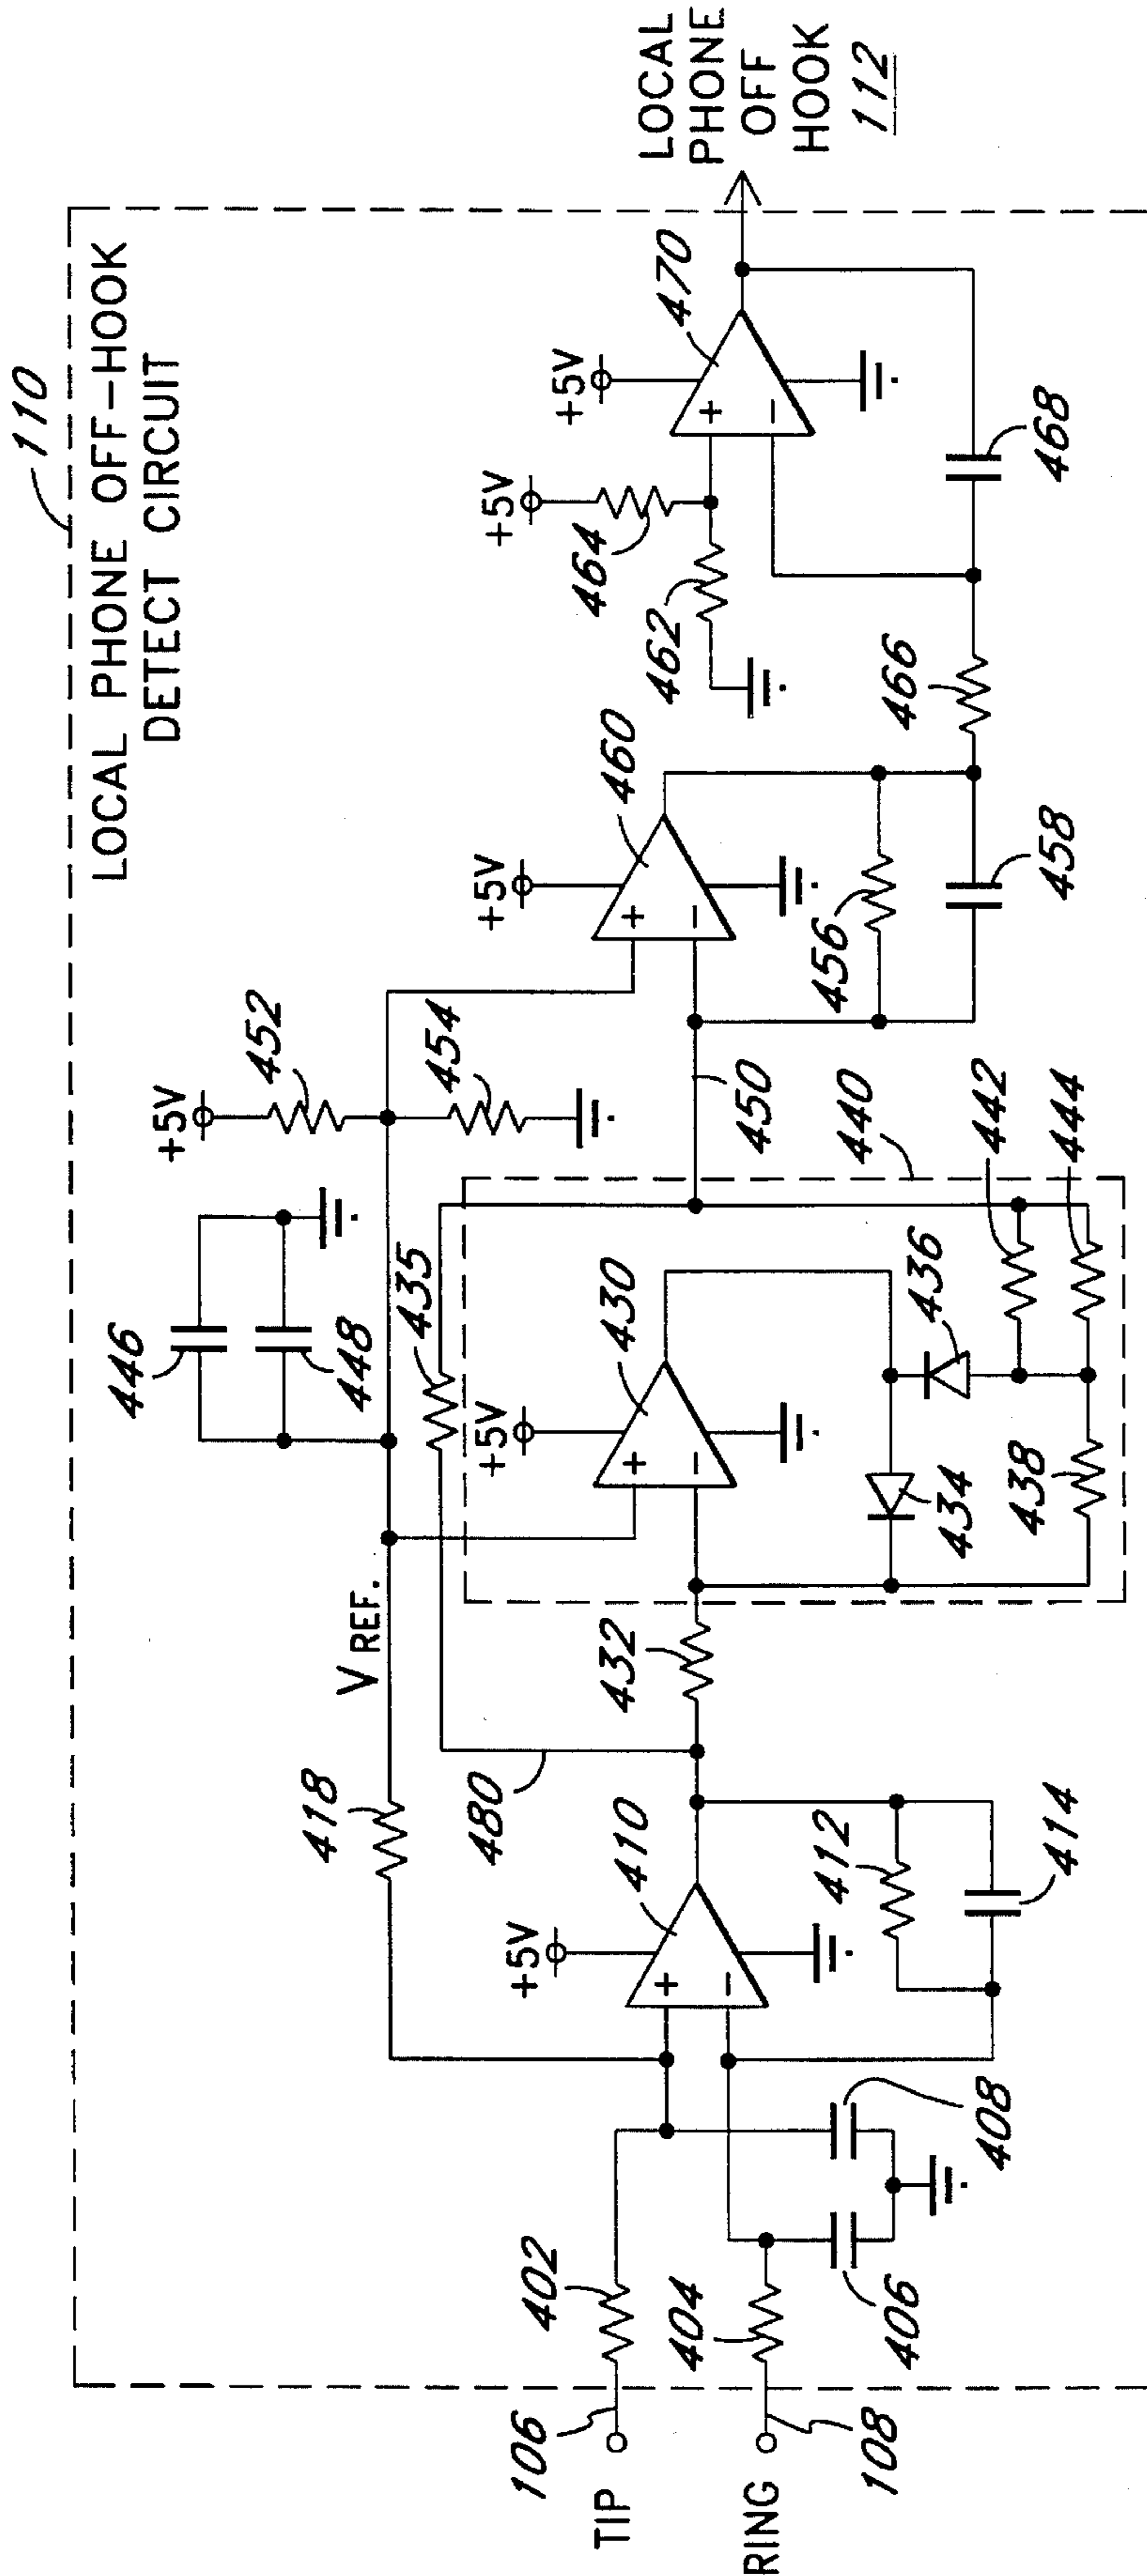 110
LOCAL PHONE OFF-HOOK
DETECT CIRCUIT
LOCAL
PHONE
OFF
HOOK
112
TIP
106
RING
108
402
404
406
408
+5V
410
+
−
412
414
418
480
VREF.
432
435
446
448
+5V
430
+
−
434
436
438
440
442
444
450
+5V
452
454
+5V
460
+
−
456
458
+5V
464
462
466
+5V
470
+
−
468